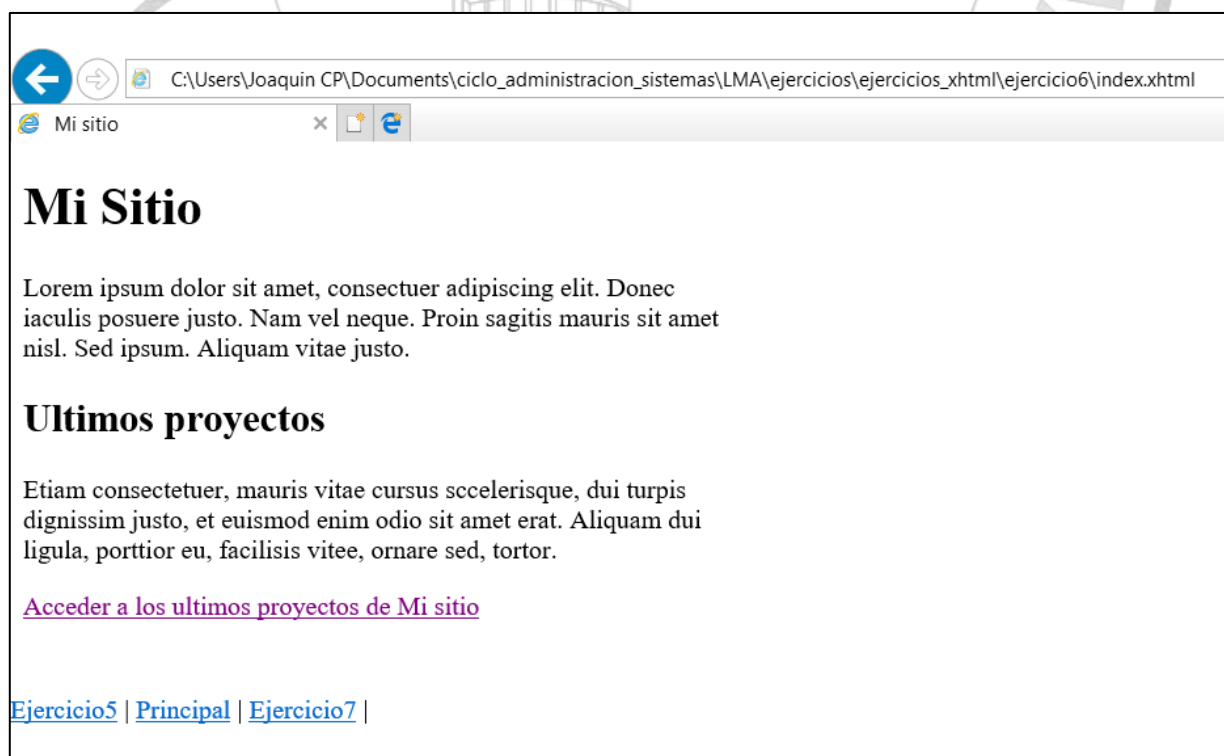 C:\Users\Joaquin CP\Documents\ciclo_administracion_sistemas\LMA\ejercicios\ejercicios_xhtml\ejercicio6\index.xhtml
Mi sitio
Mi Sitio
Lorem ipsum dolor sit amet, consectuer adipiscing elit. Donec
iaculis posuere justo. Nam vel neque. Proin sagitis mauris sit amet
nisl. Sed ipsum. Aliquam vitae justo.
Ultimos proyectos
Etiam consectetuer, mauris vitae cursus sccelerisque, dui turpis
dignissim justo, et euismod enim odio sit amet erat. Aliquam dui
ligula, porttior eu, facilisis vitee, ornare sed, tortor.
Acceder a los ultimos proyectos de Mi sitio
Ejercicio5 | Principal | Ejercicio7 |